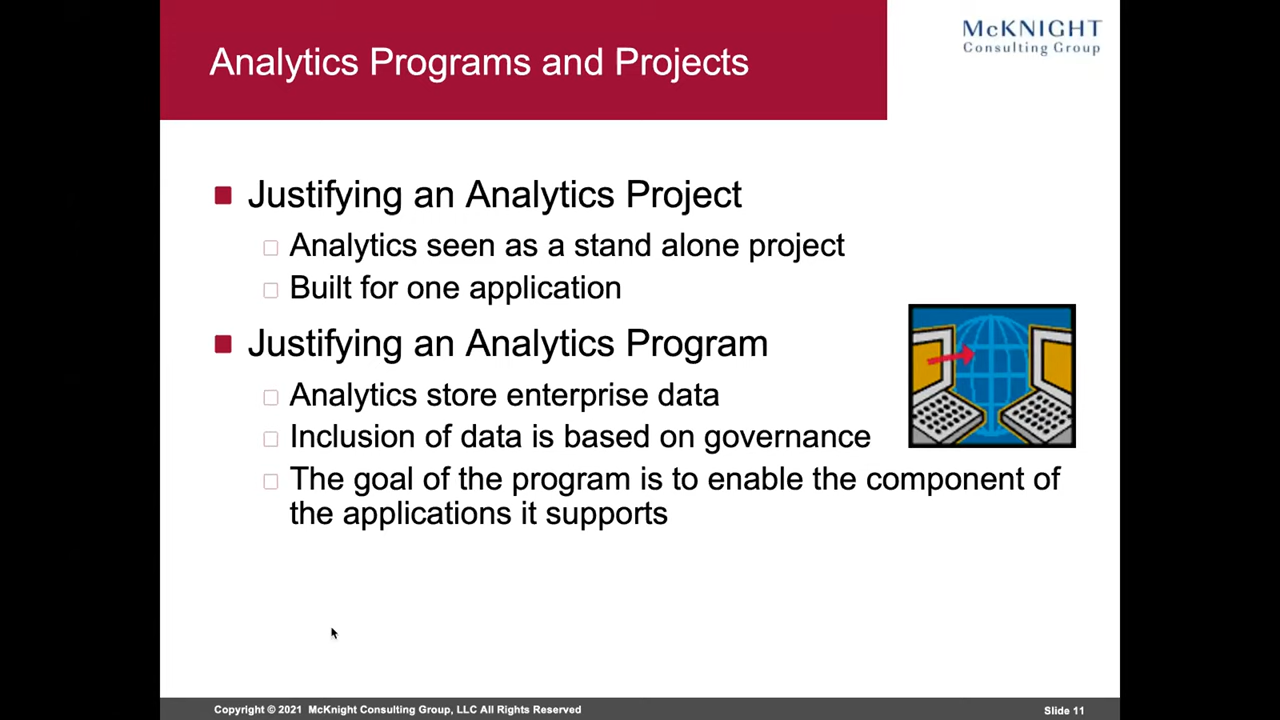 Analytics Programs and Projects
McKNIGHT
Consulting Group
Justifying an Analytics Project
Analytics seen as a stand alone project
Built for one application
Justifying an Analytics Program
Analytics store enterprise data
Inclusion of data is based on governance
The goal of the program is to enable the component of
the applications it supports
Copyright © 2021 McKnight Consulting Group, LLC All Rights Reserved
Slide 11